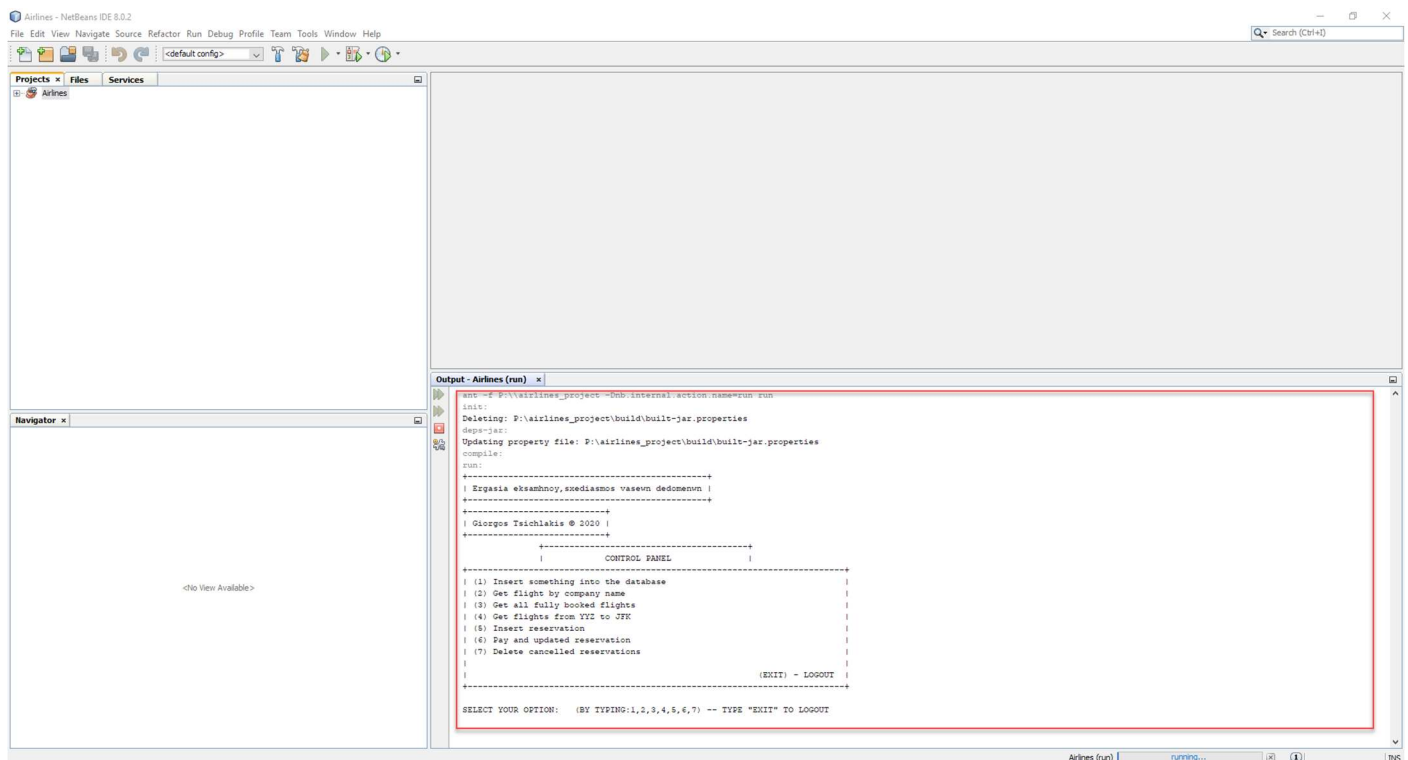 Airlines - NetBeans IDE 8.0.2
File Edit View Navigate Source Refactor Run Debug Profile Team Tools Window Help
Search (Ctrl+I)
<default config>
Projects × Files Services
Airlines
Output - Airlines (run) ×
ant -f P:\\airlines_project -Dnb.internal.action.name=run run
init:
Deleting: P:\airlines_project\build\built-jar.properties
deps-jar:
Updating property file: P:\airlines_project\build\built-jar.properties
compile:
run:
+----------------------------------------------+
| Ergasia eksamhnoy,sxediasmos vasewn dedomenwn |
+----------------------------------------------+
+--------------------------+
| Giorgos Tsichlakis © 2020 |
+--------------------------+
+---------------------------------------+
| CONTROL PANEL |
+------------------------------------------------------------------------+
| (1) Insert something into the database |
| (2) Get flight by company name |
| (3) Get all fully booked flights |
| (4) Get flights from YYZ to JFK |
| (5) Insert reservation |
| (6) Pay and updated reservation |
| (7) Delete cancelled reservations |
| |
| (EXIT) - LOGOUT |
+------------------------------------------------------------------------+
SELECT YOUR OPTION: (BY TYPING:1,2,3,4,5,6,7) -- TYPE "EXIT" TO LOGOUT
Navigator ×
<No View Available>
Airlines (run) running... 1 INS